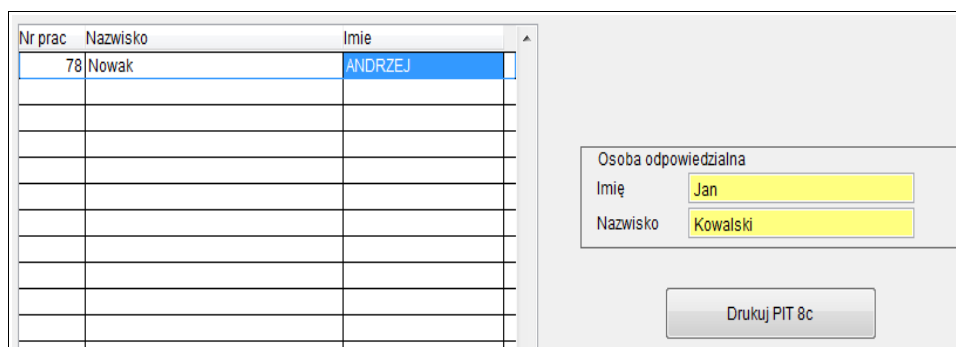 Nr prac Nazwisko Imie
78 Nowak ANDRZEJ
Osoba odpowiedzialna
Imię Jan
Nazwisko Kowalski
Drukuj PIT 8c